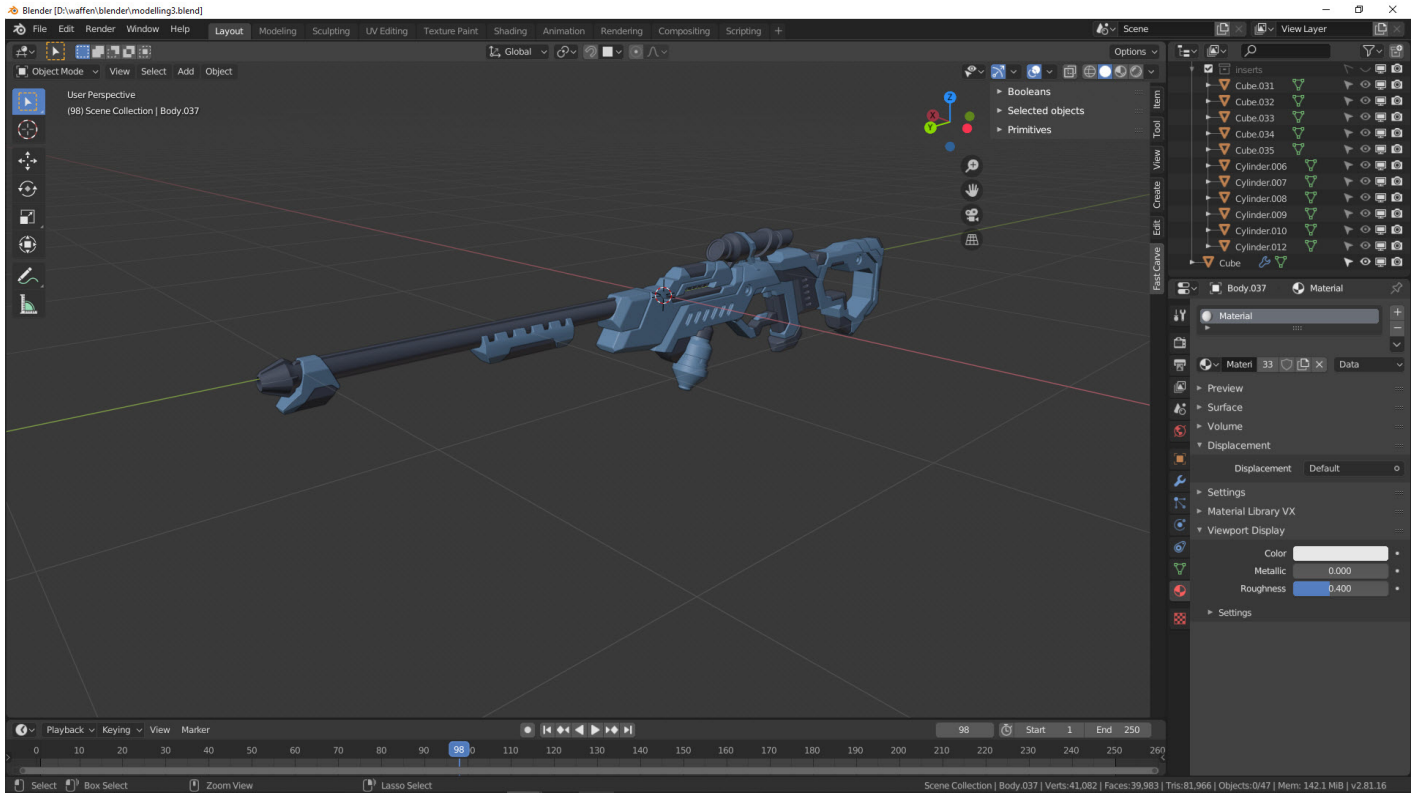 Blender [D:\waffen\blender\modelling3.blend]
File Edit Render Window Help Layout Modeling Sculpting UV Editing Texture Paint Shading Animation Rendering Compositing Scripting + Scene View Layer
Global Options
Object Mode View Select Add Object
User Perspective
(98) Scene Collection | Body.037
Z
X
Y
Booleans
Selected objects
Primitives
Item
Tool
View
Create
Edit
Fast Carve
inserts
Cube.031
Cube.032
Cube.033
Cube.034
Cube.035
Cylinder.006
Cylinder.007
Cylinder.008
Cylinder.009
Cylinder.010
Cylinder.012
Cube
Body.037 Material
Material
Materi 33 Data
Preview
Surface
Volume
Displacement
Displacement Default
Settings
Material Library VX
Viewport Display
Color
Metallic 0.000
Roughness 0.400
Settings
Playback Keying View Marker 98 Start 1 End 250
0 10 20 30 40 50 60 70 80 90 98 110 120 130 140 150 160 170 180 190 200 210 220 230 240 250 260
Select Box Select Zoom View Lasso Select Scene Collection | Body.037 | Verts:41,082 | Faces:39,983 | Tris:81,966 | Objects:0/47 | Mem: 142.1 MiB | v2.81.16